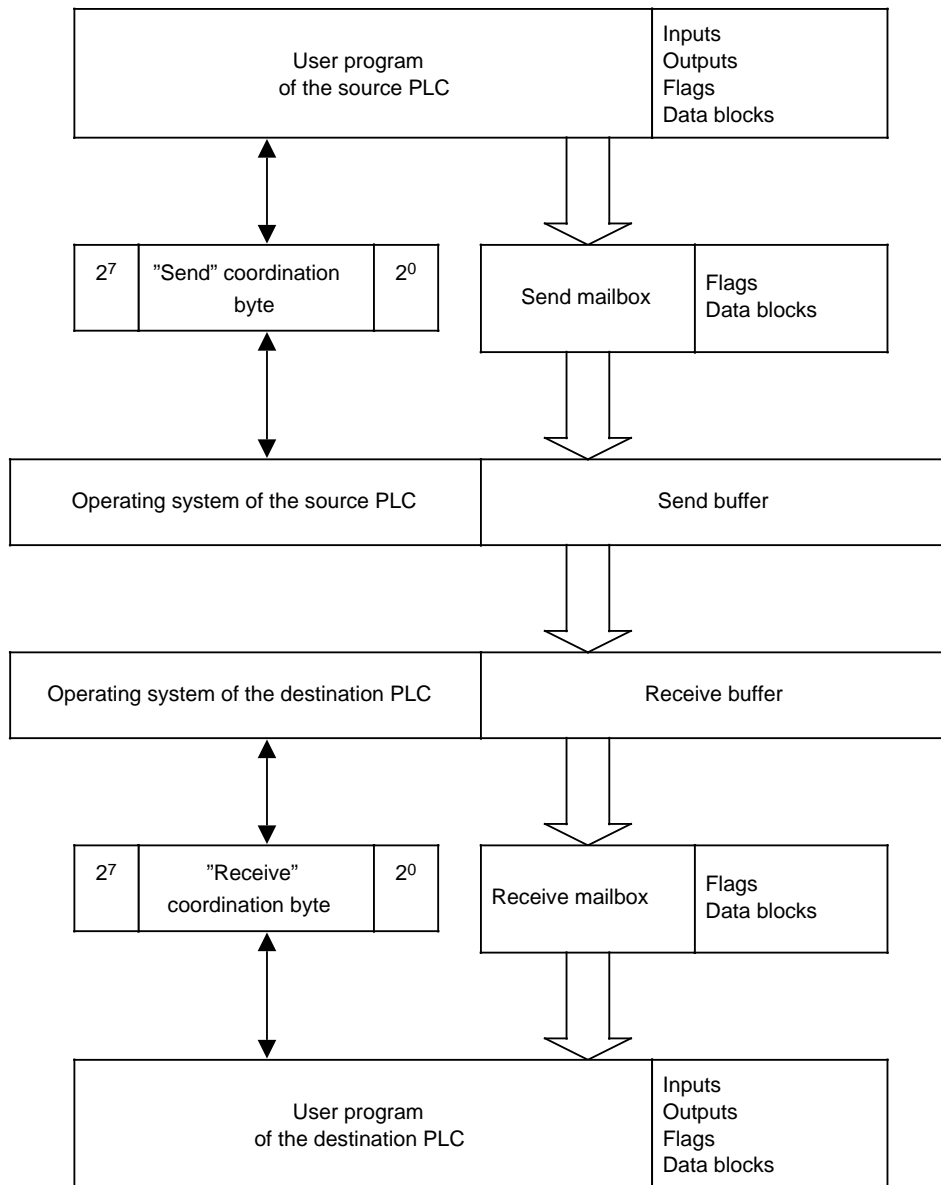 User program
of the source PLC
Inputs
Outputs
Flags
Data blocks
2⁷
”Send” coordination
byte
2⁰
Send mailbox
Flags
Data blocks
Operating system of the source PLC
Send buffer
Operating system of the destination PLC
Receive buffer
2⁷
”Receive”
coordination byte
2⁰
Receive mailbox
Flags
Data blocks
User program
of the destination PLC
Inputs
Outputs
Flags
Data blocks